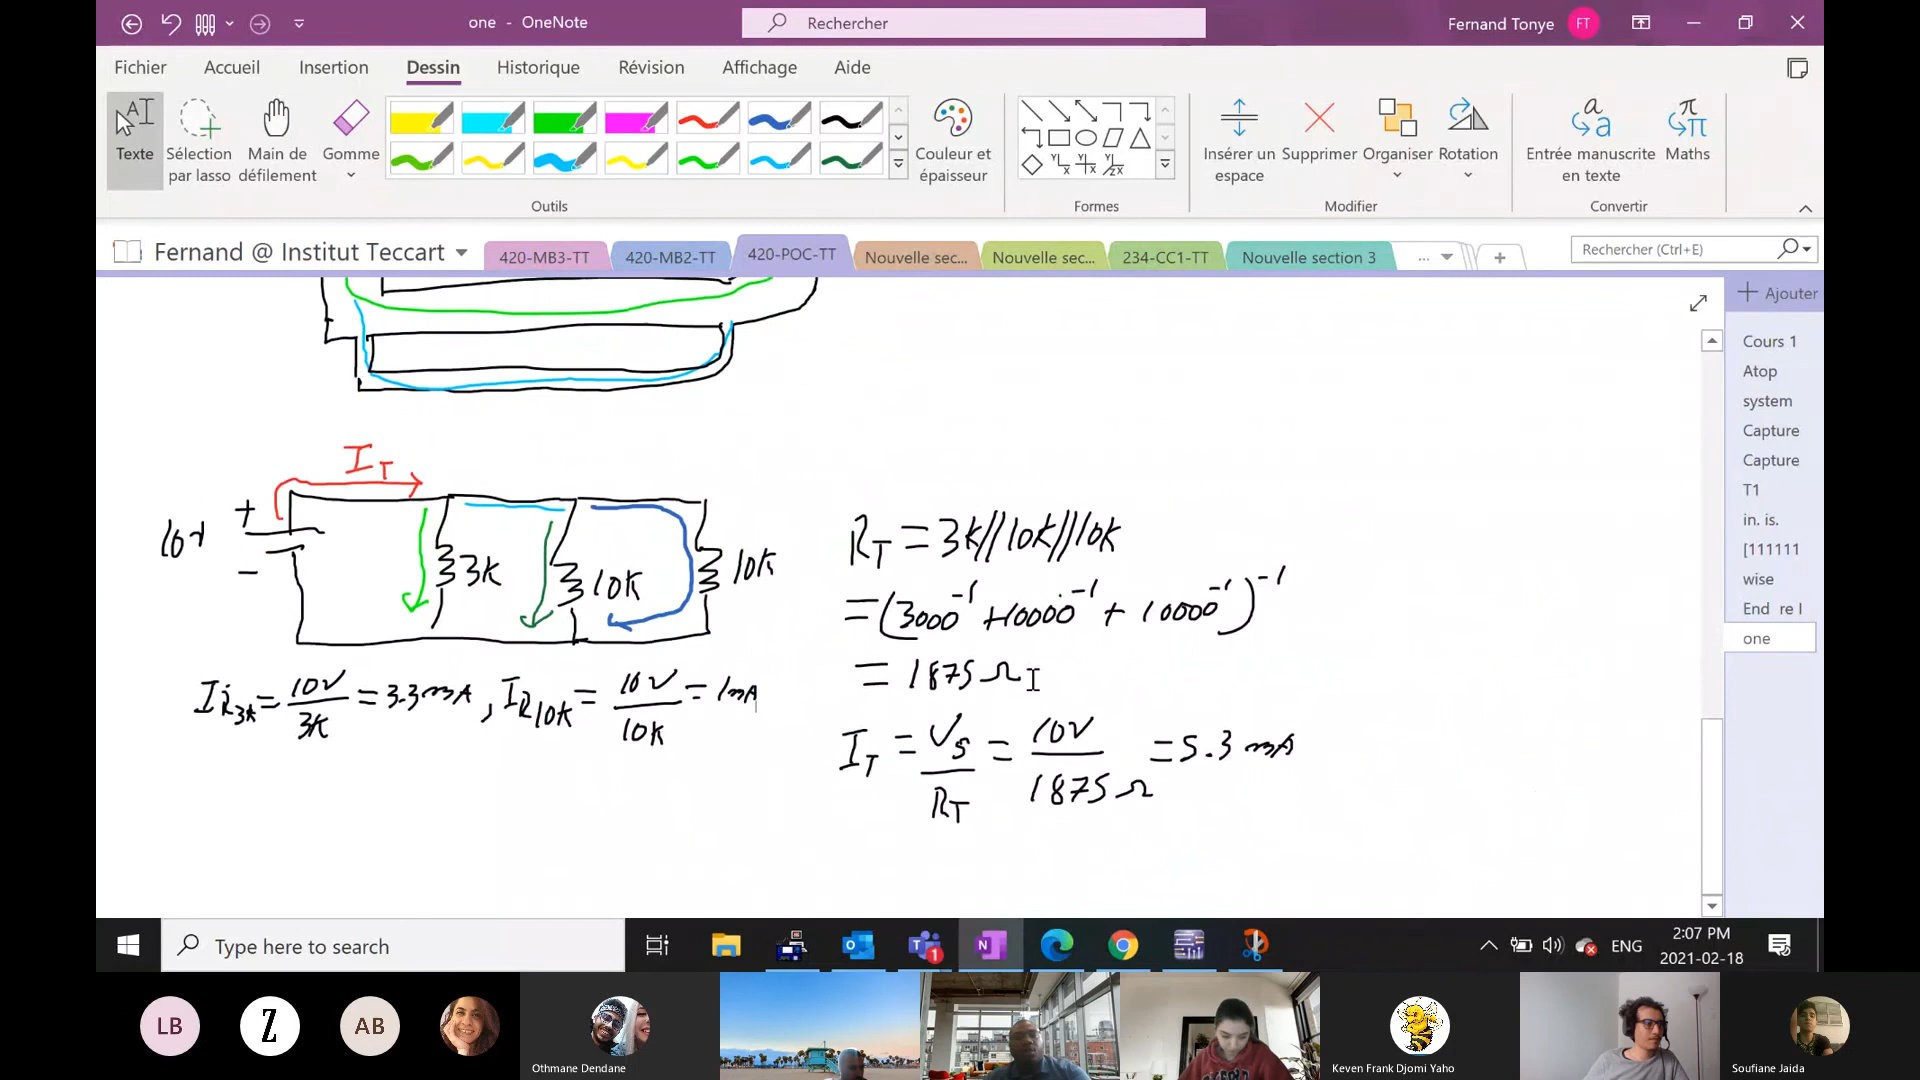 one - OneNote
Rechercher
Fernand Tonye FT
Fichier Accueil Insertion Dessin Historique Révision Affichage Aide
Texte
Sélection par lasso
Main de défilement
Gomme
Couleur et épaisseur
Insérer un espace
Supprimer
Organiser
Rotation
Entrée manuscrite en texte
Maths
Outils Formes Modifier Convertir
Fernand @ Institut Teccart
420-MB3-TT 420-MB2-TT 420-POC-TT Nouvelle sec... Nouvelle sec... 234-CC1-TT Nouvelle section 3 ...
Rechercher (Ctrl+E)
Ajouter
Cours 1
Atop
system
Capture
Capture
T1
in. is.
[111111
wise
End re l
one
I_T
10V
+
-
3K
10K
10K
I_R3K = 10V/3K = 3.3mA, I_R10K = 10V/10K = 1mA
R_T = 3K//10K//10K
= (3000^-1 + 10000^-1 + 10000^-1)^-1
= 1875 Ω
I_T = V_S/R_T = 10V/1875Ω = 5.3 mA
Type here to search
ENG
2:07 PM
2021-02-18
1
LB
Z
AB
Othmane Dendane
Keven Frank Djomi Yaho
Soufiane Jaida